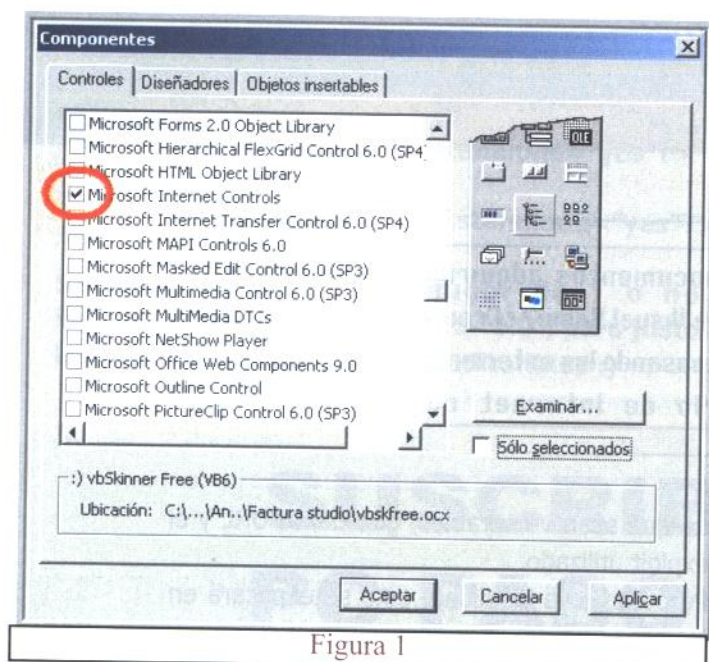 Componentes
Controles
Diseñadores
Objetos insertables
Microsoft Forms 2.0 Object Library
Microsoft Hierarchical FlexGrid Control 6.0 (SP4
Microsoft HTML Object Library
Microsoft Internet Controls
Microsoft Internet Transfer Control 6.0 (SP4)
Microsoft MAPI Controls 6.0
Microsoft Masked Edit Control 6.0 (SP3)
Microsoft Multimedia Control 6.0 (SP3)
Microsoft MultiMedia DTCs
Microsoft NetShow Player
Microsoft Office Web Components 9.0
Microsoft Outline Control
Microsoft PictureClip Control 6.0 (SP3)
OLE
Examinar...
Sólo seleccionados
:) vbSkinner Free (VB6)
Ubicación: C:\...\An..\Factura studio\vbskfree.ocx
Aceptar
Cancelar
Aplicar
Figura 1